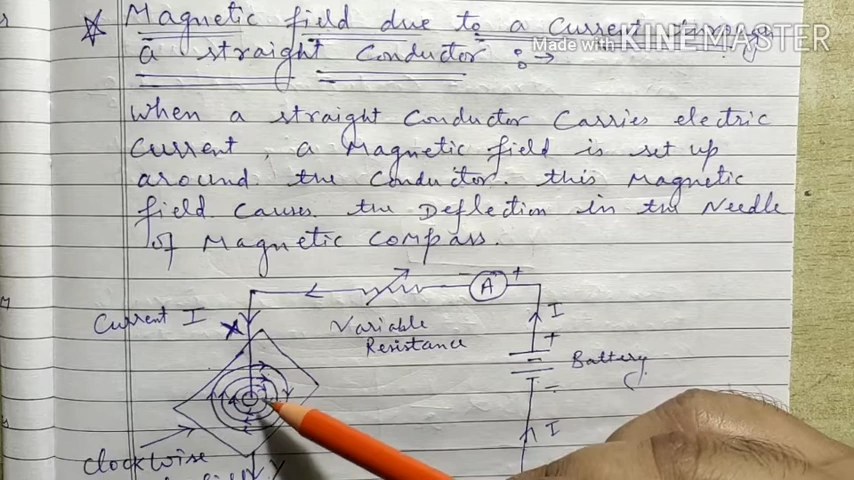 ☆ Magnetic field due to a Current through
Made with KINEMASTER
a straight Conductor :→
When a straight Conductor Carries electric
Current, a Magnetic field is set up
around the Conductor. this Magnetic
field Causes the Deflection in the Needle
of Magnetic Compass.
A +
I
Current I
Variable
Resistance
+
Battery
-
I
Clockwise
Y